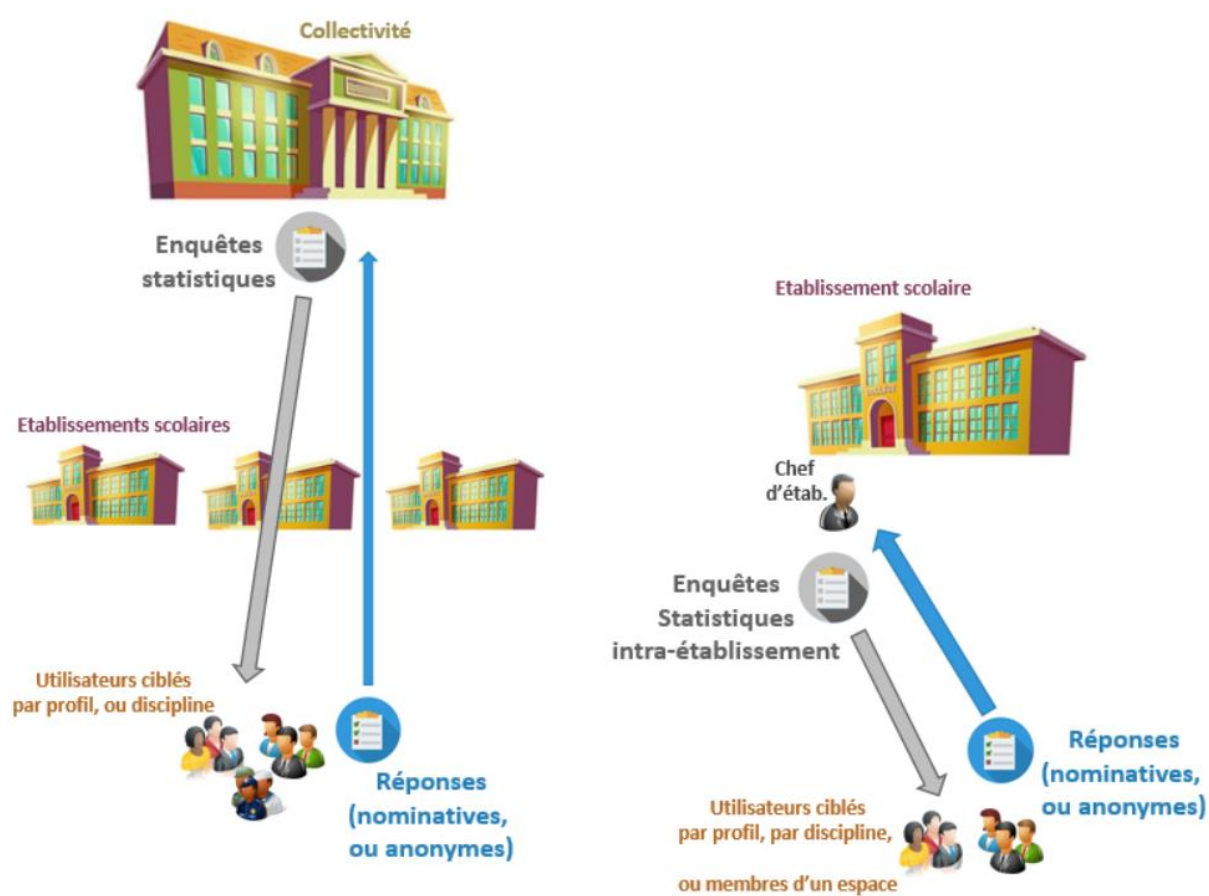 Collectivité
Enquêtes
statistiques
Etablissements scolaires
Utilisateurs ciblés
par profil, ou discipline
Réponses
(nominatives,
ou anonymes)
Etablissement scolaire
Chef
d’étab.
Enquêtes
Statistiques
intra-établissement
Réponses
(nominatives,
ou anonymes)
Utilisateurs ciblés
par profil, par discipline,
ou membres d’un espace